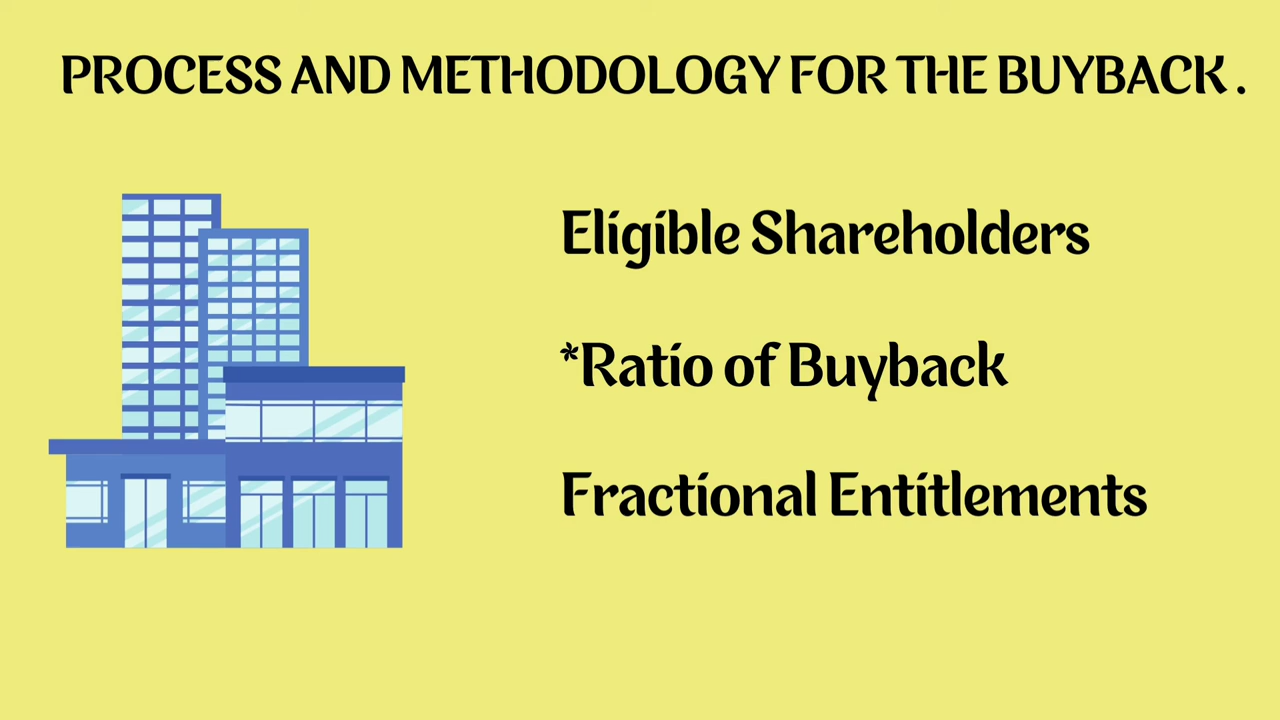 PROCESS AND METHODOLOGY FOR THE BUYBACK .
Eligible Shareholders
*Ratio of Buyback
Fractional Entitlements